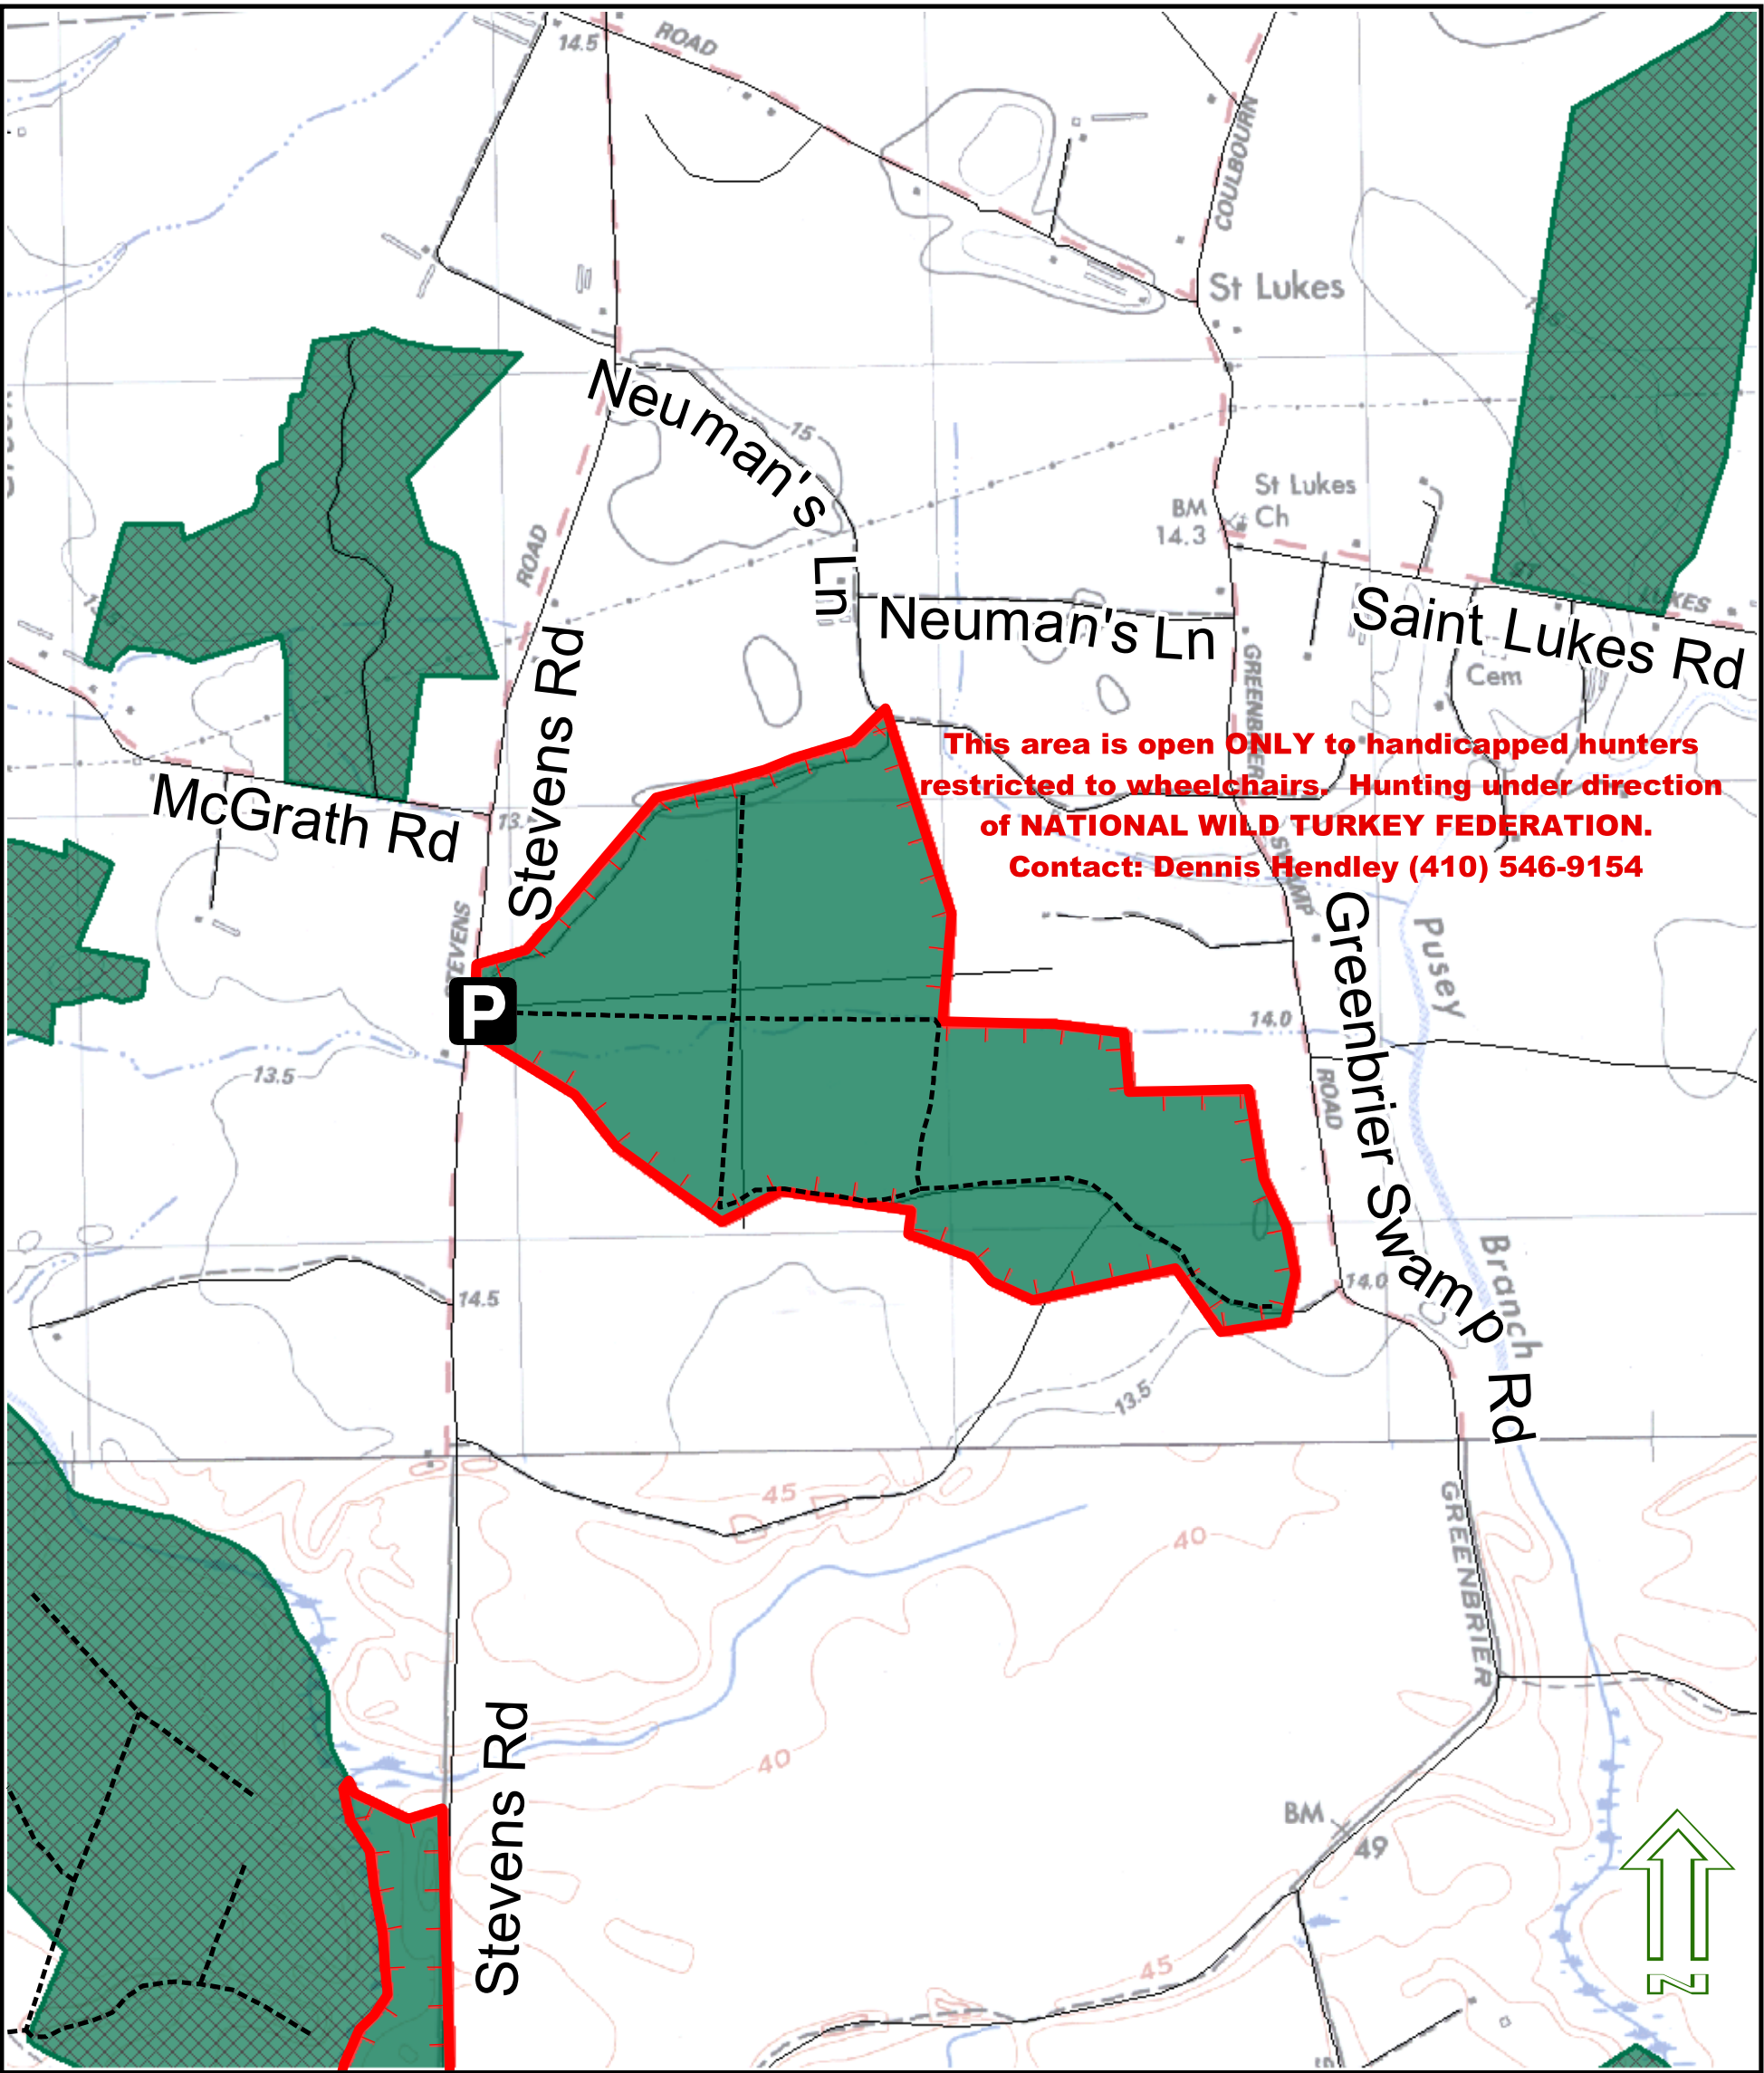 14.5
ROAD
COULBOURN
St Lukes
Neuman's Ln
15
St Lukes
Ch
BM
14.3
ROAD
Neuman's Ln
Saint Lukes Rd
Cem
GREENBRIER
Stevens Rd
This area is open ONLY to handicapped hunters
restricted to wheelchairs. Hunting under direction
of NATIONAL WILD TURKEY FEDERATION.
Contact: Dennis Hendley (410) 546-9154
McGrath Rd
SWAMP
STEVENS
Greenbrier Swamp Rd
Pusey Branch
P
14.0
13.5
ROAD
14.0
14.5
13.5
45
40
GREENBRIER
Stevens Rd
40
BM
49
45
N